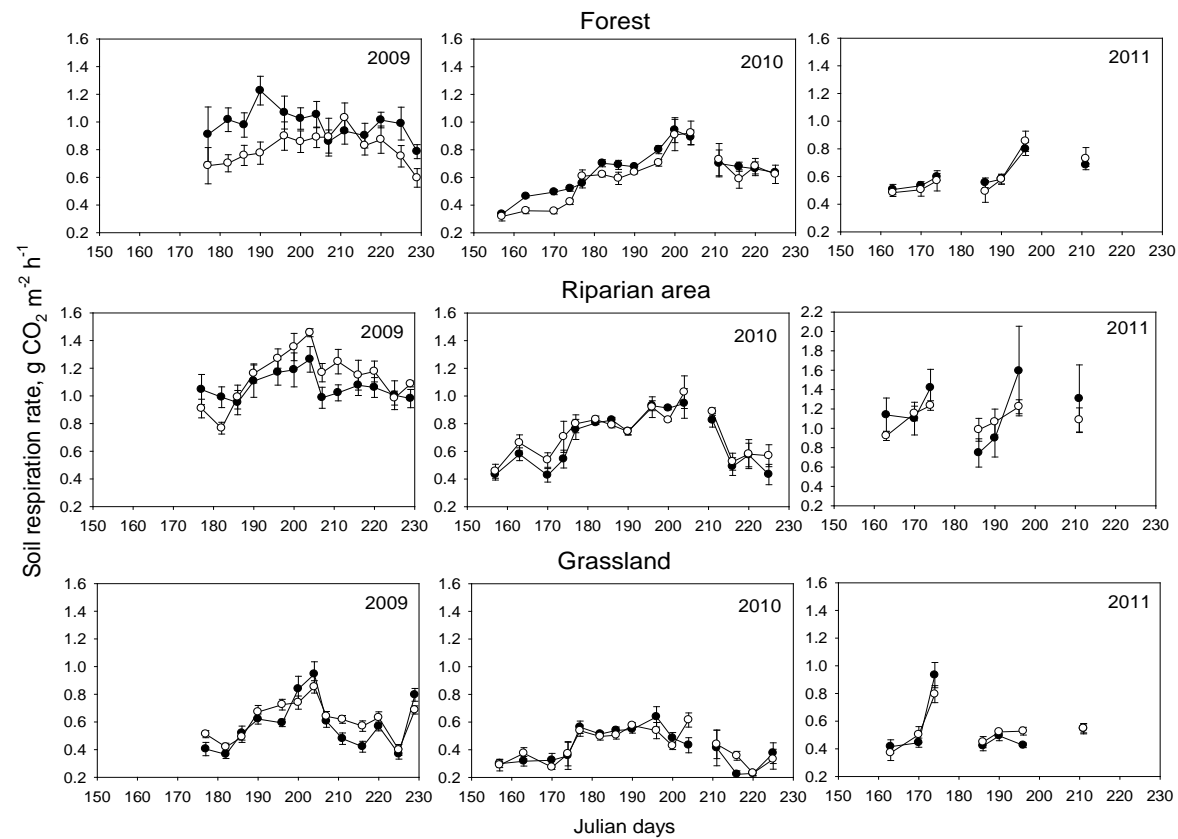 Forest
1.6 1.4 1.2 1.0 0.8 0.6 0.4 0.2
2009
150 160 170 180 190 200 210 220 230
1.6 1.4 1.2 1.0 0.8 0.6 0.4 0.2
2010
150 160 170 180 190 200 210 220 230
1.6 1.4 1.2 1.0 0.8 0.6 0.4 0.2
2011
150 160 170 180 190 200 210 220 230
Soil respiration rate, g CO₂ m⁻² h⁻¹
Riparian area
1.6 1.4 1.2 1.0 0.8 0.6 0.4 0.2
2009
150 160 170 180 190 200 210 220 230
1.6 1.4 1.2 1.0 0.8 0.6 0.4 0.2
2010
150 160 170 180 190 200 210 220 230
2.2 2.0 1.8 1.6 1.4 1.2 1.0 0.8 0.6 0.4 0.2
2011
150 160 170 180 190 200 210 220 230
Grassland
1.6 1.4 1.2 1.0 0.8 0.6 0.4 0.2
2009
150 160 170 180 190 200 210 220 230
1.6 1.4 1.2 1.0 0.8 0.6 0.4 0.2
2010
150 160 170 180 190 200 210 220 230
1.6 1.4 1.2 1.0 0.8 0.6 0.4 0.2
2011
150 160 170 180 190 200 210 220 230
Julian days